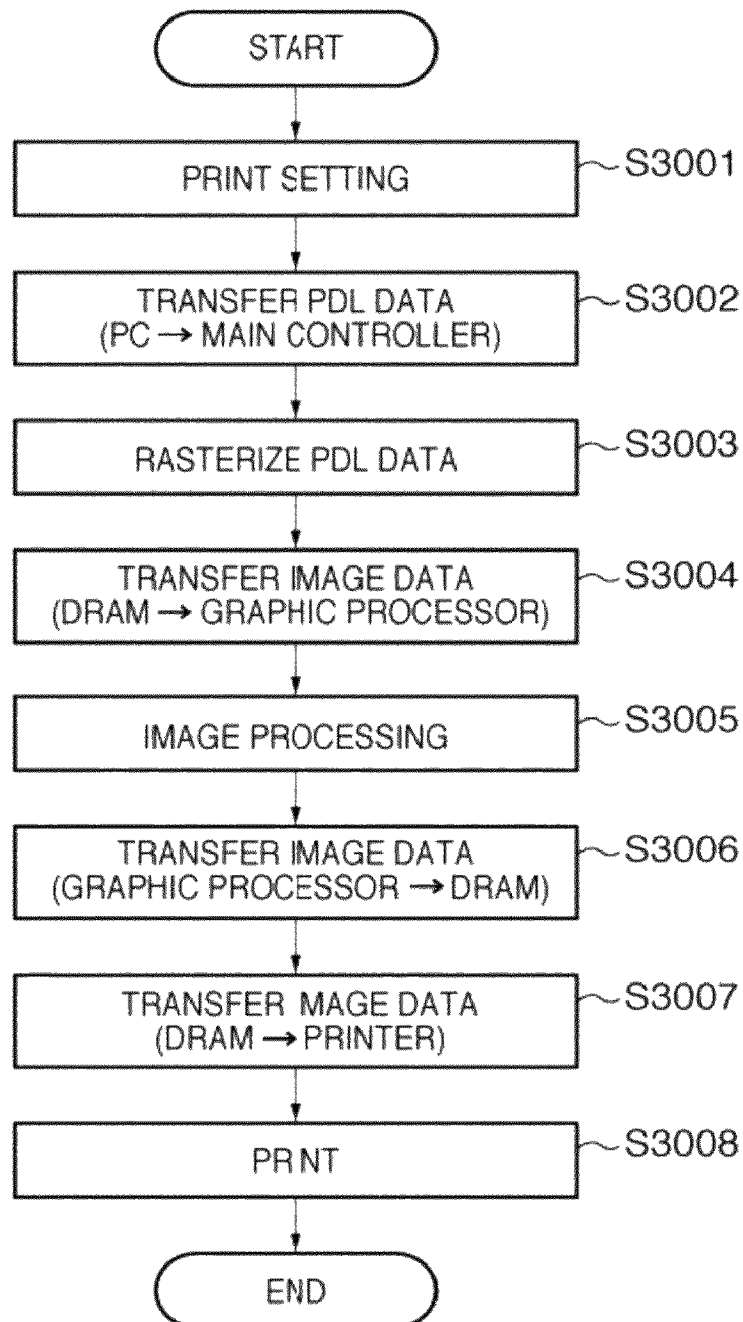 START
PRINT SETTING
S3001
TRANSFER PDL DATA
(PC → MAIN CONTROLLER)
S3002
RASTERIZE PDL DATA
S3003
TRANSFER IMAGE DATA
(DRAM → GRAPHIC PROCESSOR)
S3004
IMAGE PROCESSING
S3005
TRANSFER IMAGE DATA
(GRAPHIC PROCESSOR → DRAM)
S3006
TRANSFER IMAGE DATA
(DRAM → PRINTER)
S3007
PRINT
S3008
END